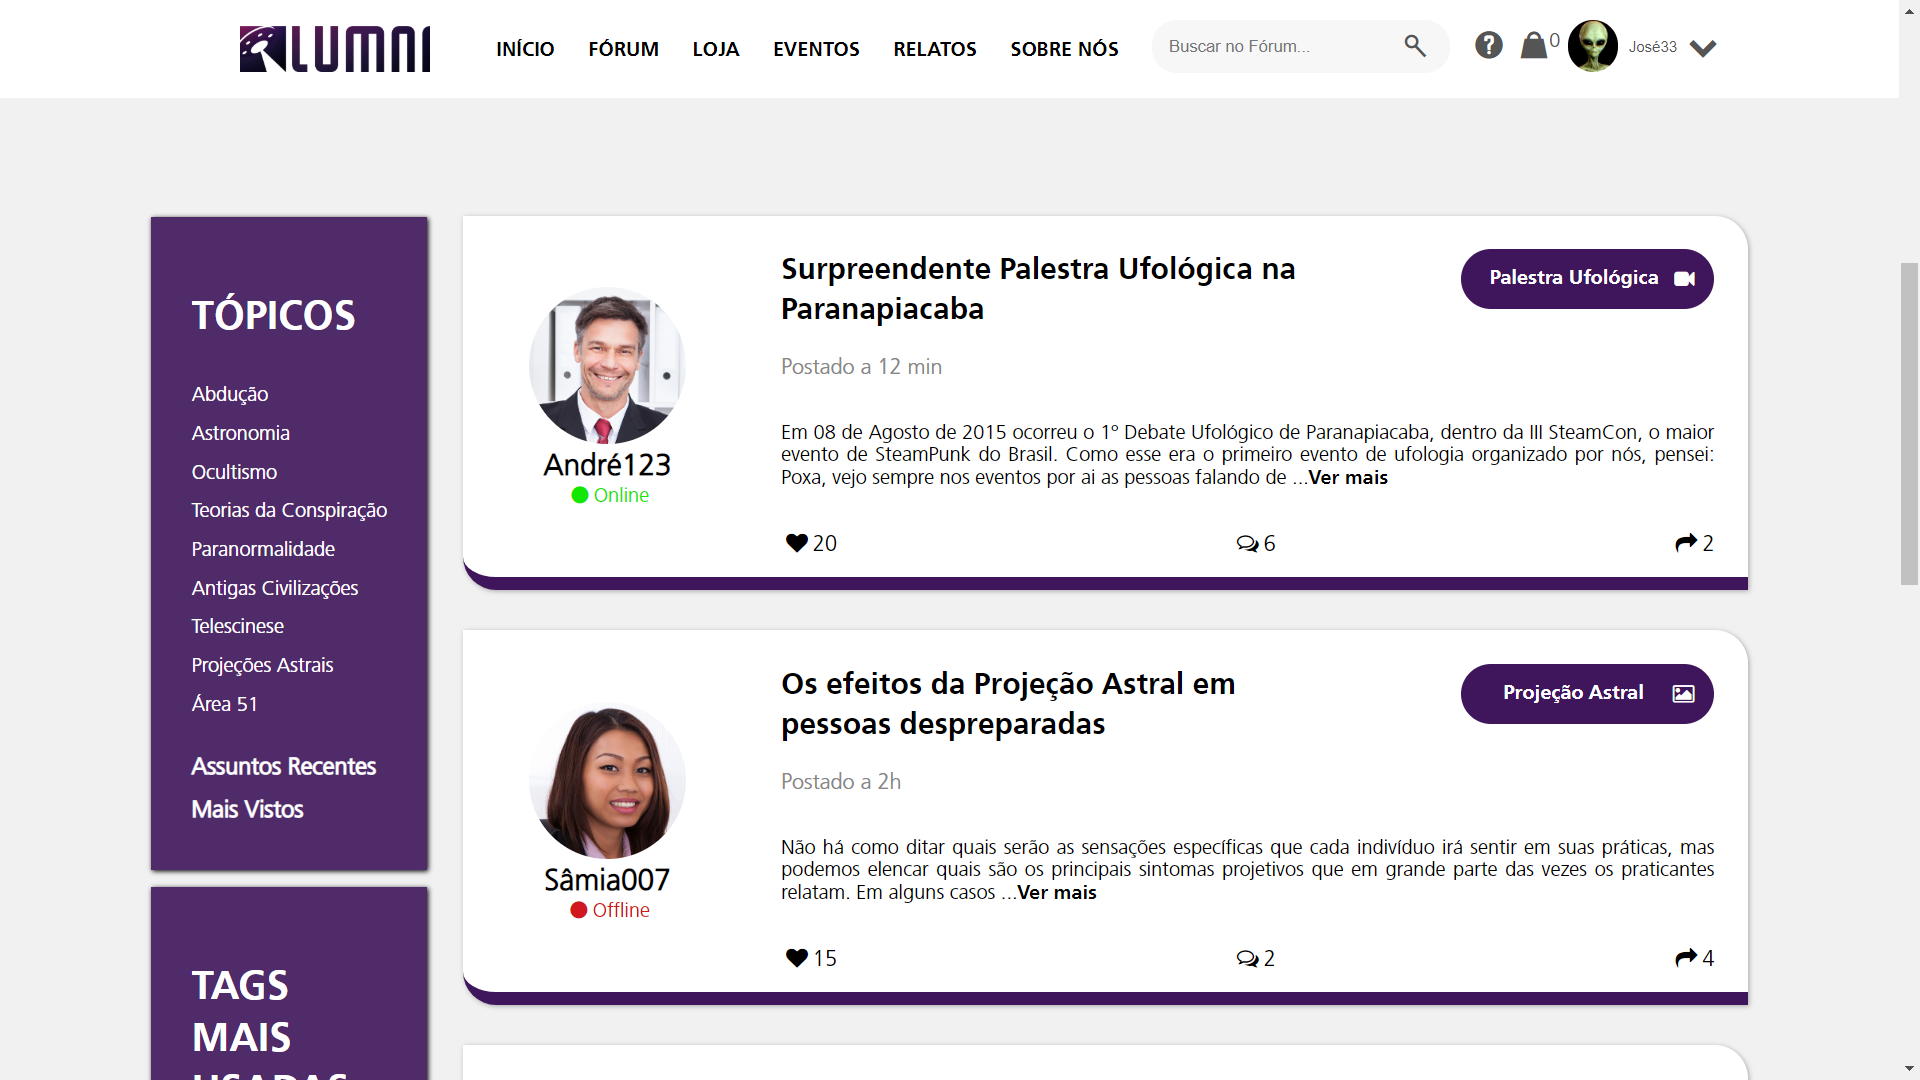 LUMNI
INÍCIO
FÓRUM
LOJA
EVENTOS
RELATOS
SOBRE NÓS
Buscar no Fórum...
0
José33
TÓPICOS
Abdução
Astronomia
Ocultismo
Teorias da Conspiração
Paranormalidade
Antigas Civilizações
Telescinese
Projeções Astrais
Área 51
Assuntos Recentes
Mais Vistos
TAGS
MAIS
USADAS
Surpreendente Palestra Ufológica na
Paranapiacaba
Palestra Ufológica
Postado a 12 min
Em 08 de Agosto de 2015 ocorreu o 1º Debate Ufológico de Paranapiacaba, dentro da III SteamCon, o maior
evento de SteamPunk do Brasil. Como esse era o primeiro evento de ufologia organizado por nós, pensei:
Poxa, vejo sempre nos eventos por ai as pessoas falando de ...Ver mais
André123
Online
20
6
2
Os efeitos da Projeção Astral em
pessoas despreparadas
Projeção Astral
Postado a 2h
Não há como ditar quais serão as sensações específicas que cada indivíduo irá sentir em suas práticas, mas
podemos elencar quais são os principais sintomas projetivos que em grande parte das vezes os praticantes
relatam. Em alguns casos ...Ver mais
Sâmia007
Offline
15
2
4